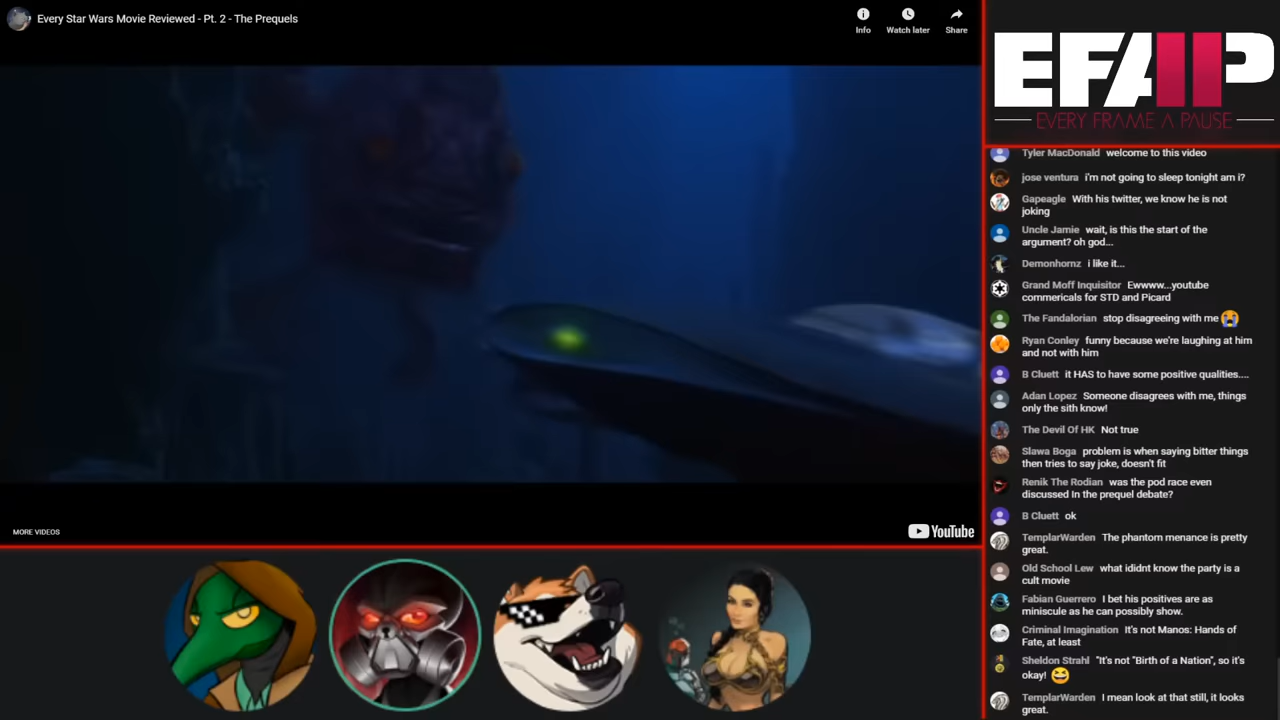 Every Star Wars Movie Reviewed - Pt. 2 - The Prequels
Info
Watch later
Share
MORE VIDEOS
YouTube
EFAP
EVERY FRAME A PAUSE
Tyler MacDonald welcome to this video
jose ventura i'm not going to sleep tonight am i?
Gapeagle With his twitter, we know he is not
joking
Uncle Jamie wait, is this the start of the
argument? oh god...
Demonhornz i like it...
Grand Moff Inquisitor Ewwww...youtube
commericals for STD and Picard
The Fandalorian stop disagreeing with me 😭
Ryan Conley funny because we're laughing at him
and not with him
B Cluett it HAS to have some positive qualities....
Adan Lopez Someone disagrees with me, things
only the sith know!
The Devil Of HK Not true
Slawa Boga problem is when saying bitter things
then tries to say joke, doesn't fit
Renik The Rodian was the pod race even
discussed In the prequel debate?
B Cluett ok
TemplarWarden The phantom menance is pretty
great.
Old School Lew what ididnt know the party is a
cult movie
Fabian Guerrero I bet his positives are as
miniscule as he can possibly show.
Criminal Imagination It's not Manos: Hands of
Fate, at least
Sheldon Strahl "It's not "Birth of a Nation", so it's
okay! 😆
TemplarWarden I mean look at that still, it looks
great.